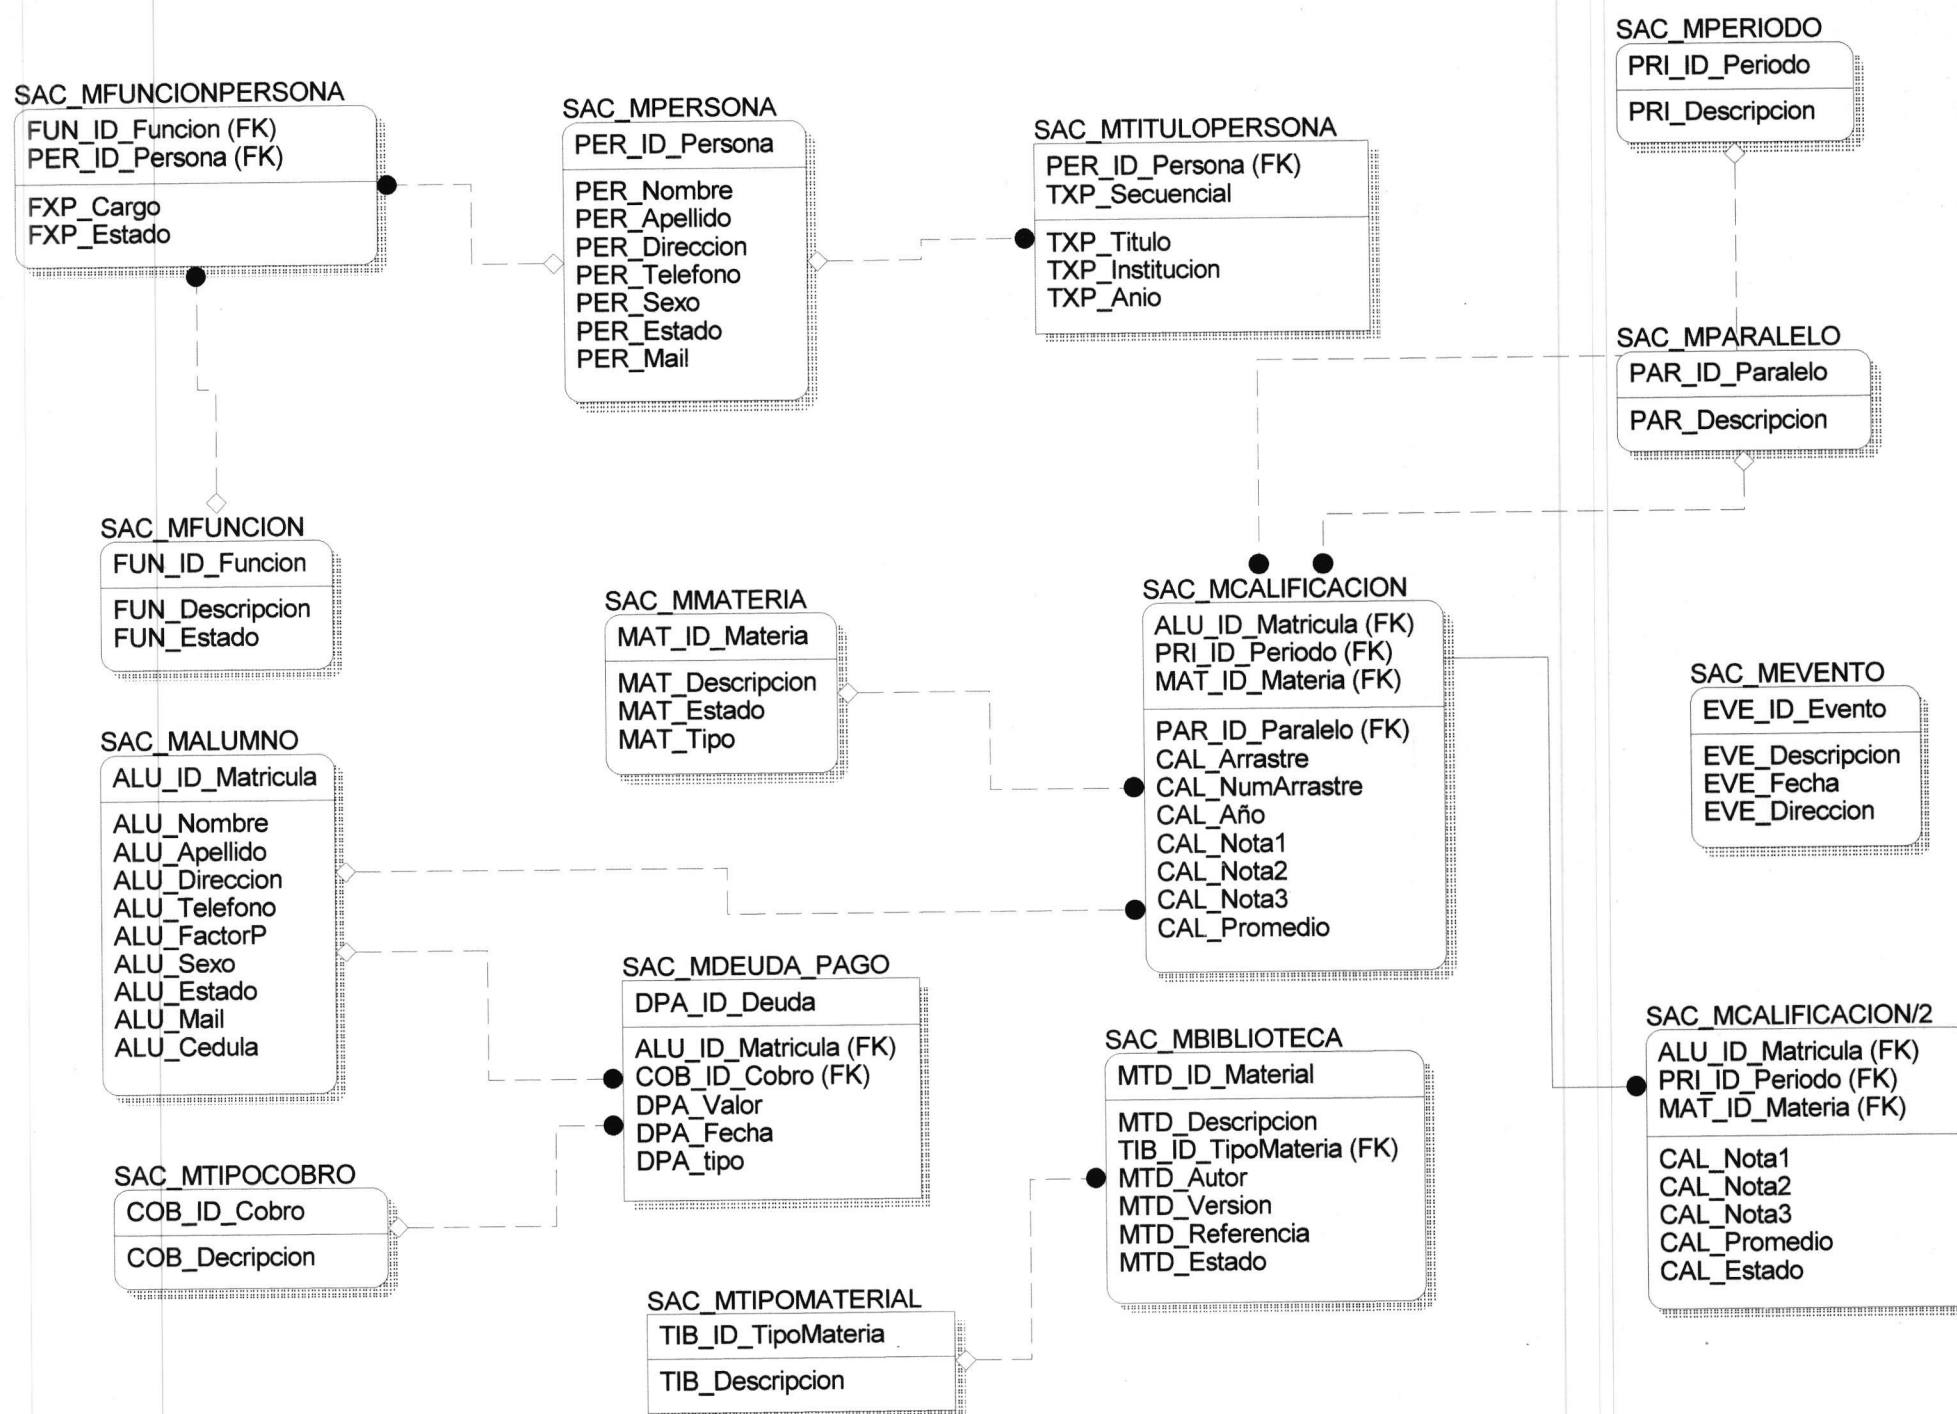 SAC_MPERIODO
PRI_ID_Periodo
PRI_Descripcion
SAC_MFUNCIONPERSONA
FUN_ID_Funcion (FK)
PER_ID_Persona (FK)
FXP_Cargo
FXP_Estado
SAC_MPERSONA
PER_ID_Persona
PER_Nombre
PER_Apellido
PER_Direccion
PER_Telefono
PER_Sexo
PER_Estado
PER_Mail
SAC_MTITULOPERSONA
PER_ID_Persona (FK)
TXP_Secuencial
TXP_Titulo
TXP_Institucion
TXP_Anio
SAC_MPARALELO
PAR_ID_Paralelo
PAR_Descripcion
SAC_MFUNCION
FUN_ID_Funcion
FUN_Descripcion
FUN_Estado
SAC_MMATERIA
MAT_ID_Materia
MAT_Descripcion
MAT_Estado
MAT_Tipo
SAC_MCALIFICACION
ALU_ID_Matricula (FK)
PRI_ID_Periodo (FK)
MAT_ID_Materia (FK)
PAR_ID_Paralelo (FK)
CAL_Arrastre
CAL_NumArrastre
CAL_Año
CAL_Nota1
CAL_Nota2
CAL_Nota3
CAL_Promedio
SAC_MEVENTO
EVE_ID_Evento
EVE_Descripcion
EVE_Fecha
EVE_Direccion
SAC_MALUMNO
ALU_ID_Matricula
ALU_Nombre
ALU_Apellido
ALU_Direccion
ALU_Telefono
ALU_FactorP
ALU_Sexo
ALU_Estado
ALU_Mail
ALU_Cedula
SAC_MDEUDA_PAGO
DPA_ID_Deuda
ALU_ID_Matricula (FK)
COB_ID_Cobro (FK)
DPA_Valor
DPA_Fecha
DPA_tipo
SAC_MBIBLIOTECA
MTD_ID_Material
MTD_Descripcion
TIB_ID_TipoMateria (FK)
MTD_Autor
MTD_Version
MTD_Referencia
MTD_Estado
SAC_MCALIFICACION/2
ALU_ID_Matricula (FK)
PRI_ID_Periodo (FK)
MAT_ID_Materia (FK)
CAL_Nota1
CAL_Nota2
CAL_Nota3
CAL_Promedio
CAL_Estado
SAC_MTIPOCOBRO
COB_ID_Cobro
COB_Decripcion
SAC_MTIPOMATERIAL
TIB_ID_TipoMateria
TIB_Descripcion